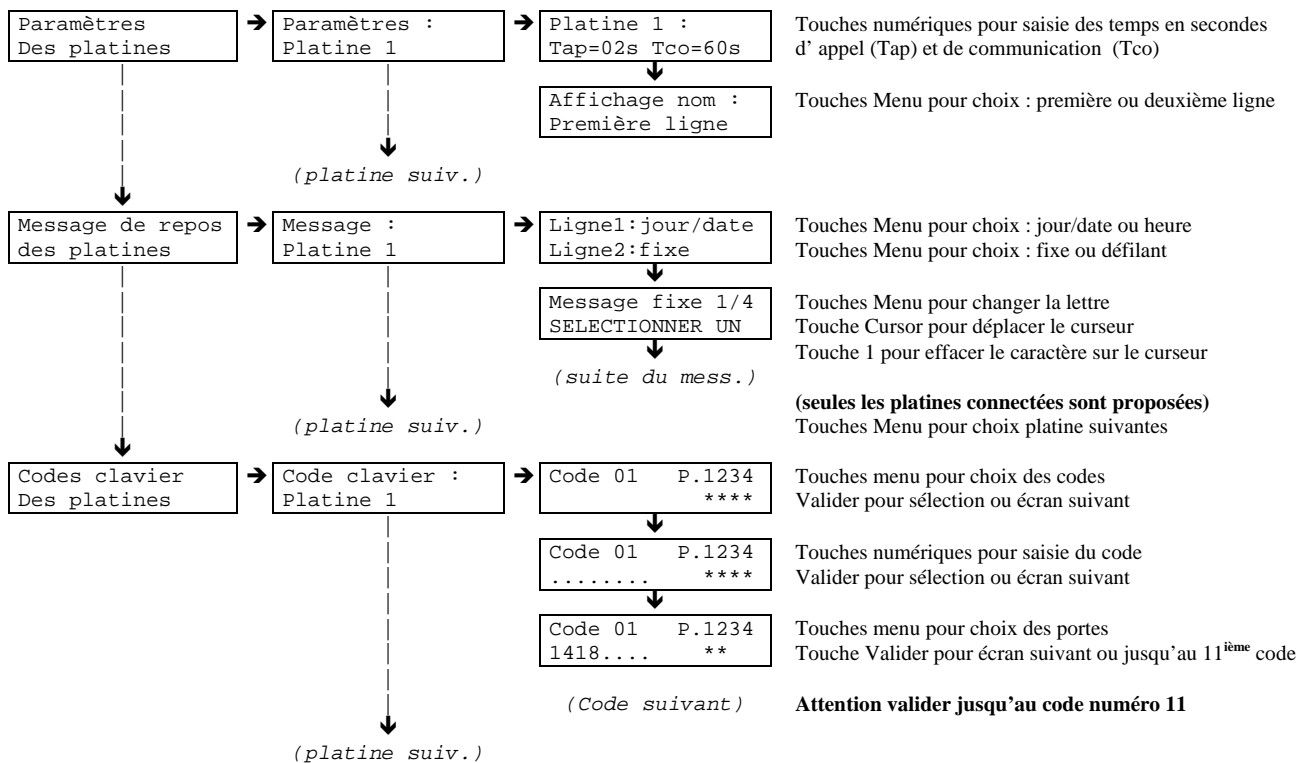 Paramètres
Des platines
Paramètres :
Platine 1
Platine 1 :
Tap=02s Tco=60s
Touches numériques pour saisie des temps en secondes
d' appel (Tap) et de communication (Tco)
Affichage nom :
Première ligne
Touches Menu pour choix : première ou deuxième ligne
(platine suiv.)
Message de repos
des platines
Message :
Platine 1
Ligne1:jour/date
Ligne2:fixe
Touches Menu pour choix : jour/date ou heure
Touches Menu pour choix : fixe ou défilant
Message fixe 1/4
SELECTIONNER UN
Touches Menu pour changer la lettre
Touche Cursor pour déplacer le curseur
Touche 1 pour effacer le caractère sur le curseur
(suite du mess.)
(seules les platines connectées sont proposées)
(platine suiv.)
Touches Menu pour choix platine suivantes
Codes clavier
Des platines
Code clavier :
Platine 1
Code 01 P.1234
****
Touches menu pour choix des codes
Valider pour sélection ou écran suivant
Code 01 P.1234
........ ****
Touches numériques pour saisie du code
Valider pour sélection ou écran suivant
Code 01 P.1234
1418.... **
Touches menu pour choix des portes
Touche Valider pour écran suivant ou jusqu'au 11ième code
(Code suivant)
Attention valider jusqu'au code numéro 11
(platine suiv.)